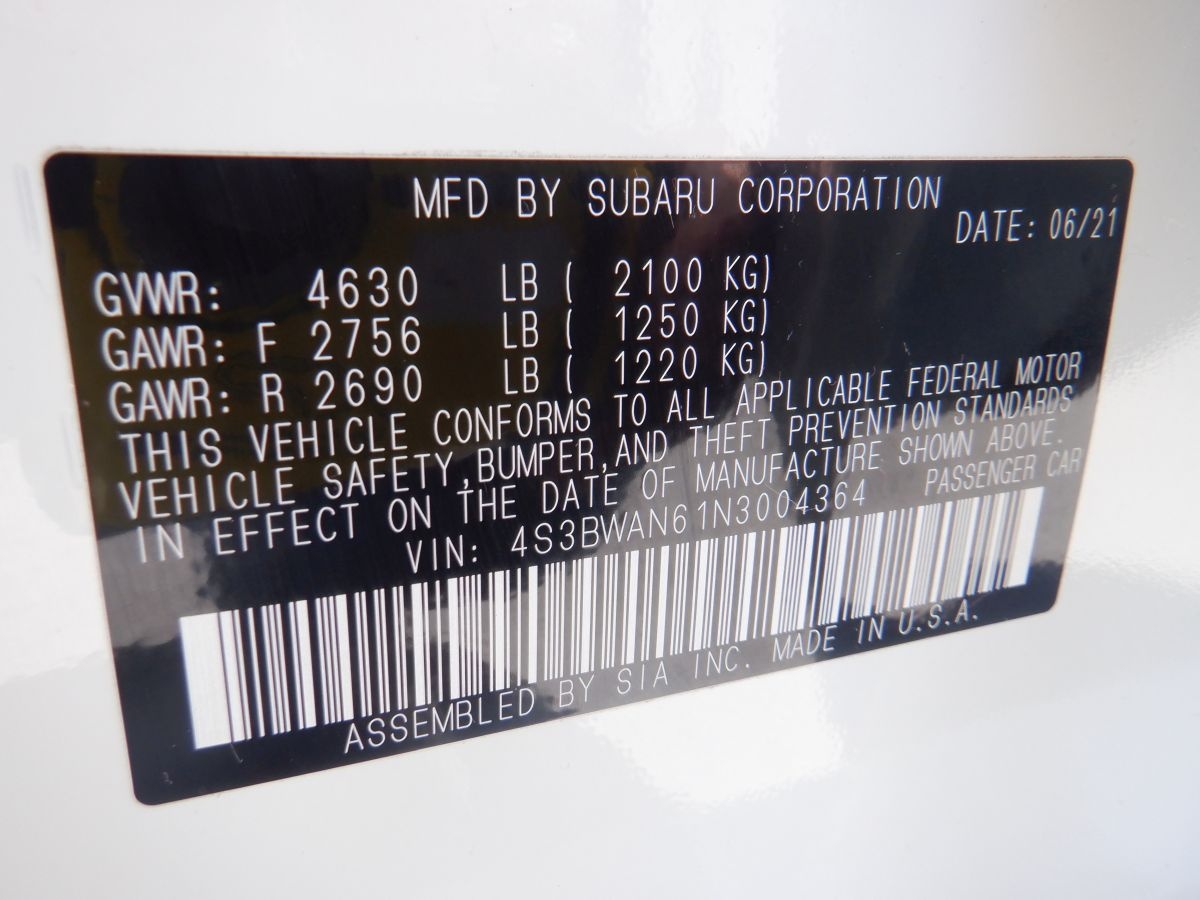 MFD BY SUBARU CORPORATION
DATE: 06/21
GVWR: 4630 LB ( 2100 KG)
GAWR: F 2756 LB ( 1250 KG)
GAWR: R 2690 LB ( 1220 KG)
THIS VEHICLE CONFORMS TO ALL APPLICABLE FEDERAL MOTOR
VEHICLE SAFETY,BUMPER,AND THEFT PREVENTION STANDARDS
IN EFFECT ON THE DATE OF MANUFACTURE SHOWN ABOVE.
VIN: 4S3BWAN61N3004364 PASSENGER CAR
ASSEMBLED BY SIA INC. MADE IN U.S.A.